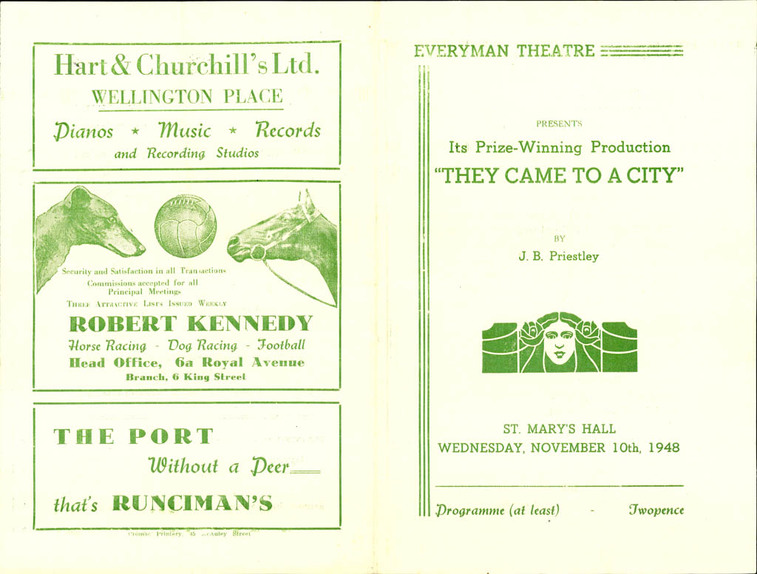 Hart & Churchill's Ltd.
WELLINGTON PLACE
Pianos ★ Music ★ Records
and Recording Studios
Security and Satisfaction in all Transactions
Commissions accepted for all
Principal Meetings
THREE ATTRACTIVE LISTS ISSUED WEEKLY
ROBERT KENNEDY
Horse Racing - Dog Racing - Football
Head Office, 6a Royal Avenue
Branch, 6 King Street
THE PORT
Without a Peer
that's RUNCIMAN'S
Printery, 45 Street
EVERYMAN THEATRE
PRESENTS
Its Prize-Winning Production
"THEY CAME TO A CITY"
BY
J. B. Priestley
ST. MARY'S HALL
WEDNESDAY, NOVEMBER 10th, 1948
Programme (at least) - Twopence